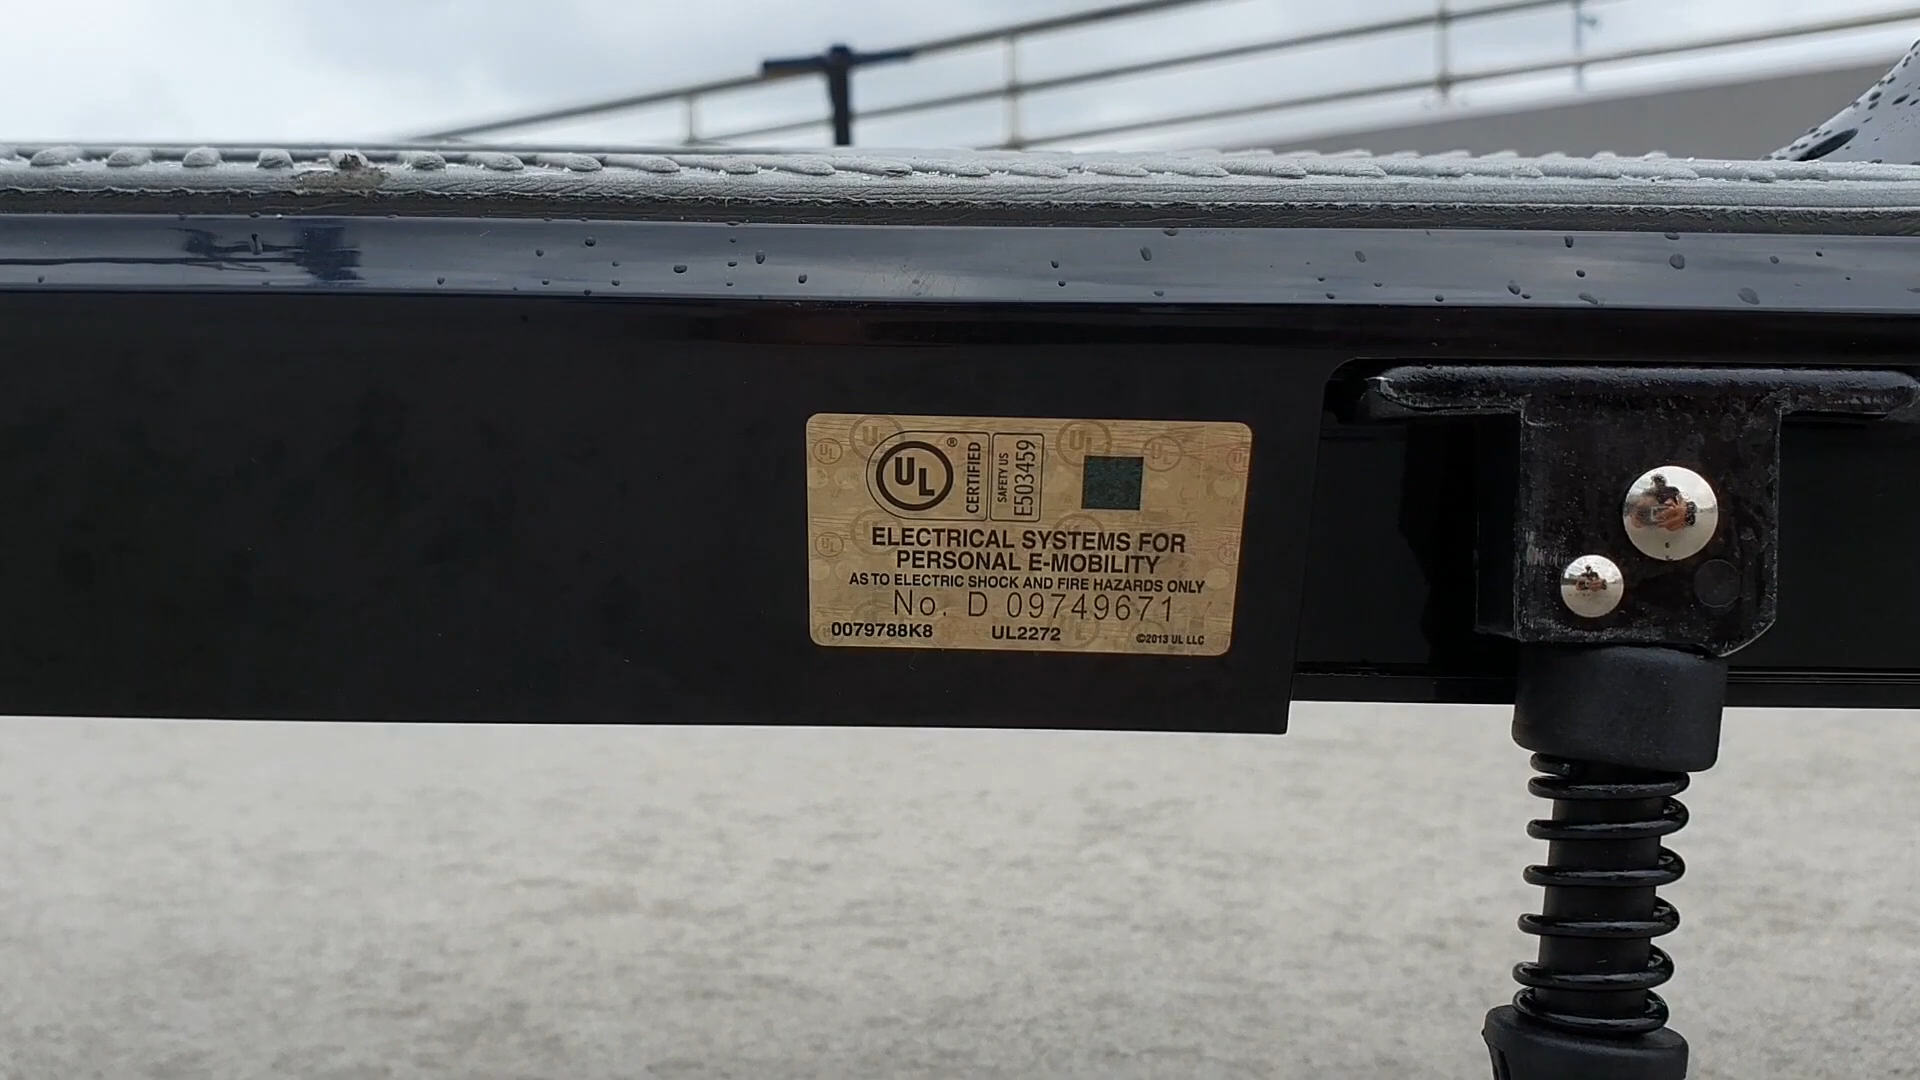 UL ®
CERTIFIED
SAFETY US
E503459
ELECTRICAL SYSTEMS FOR
PERSONAL E-MOBILITY
AS TO ELECTRIC SHOCK AND FIRE HAZARDS ONLY
No. D 09749671
0079788K8 UL2272 ©2013 UL LLC